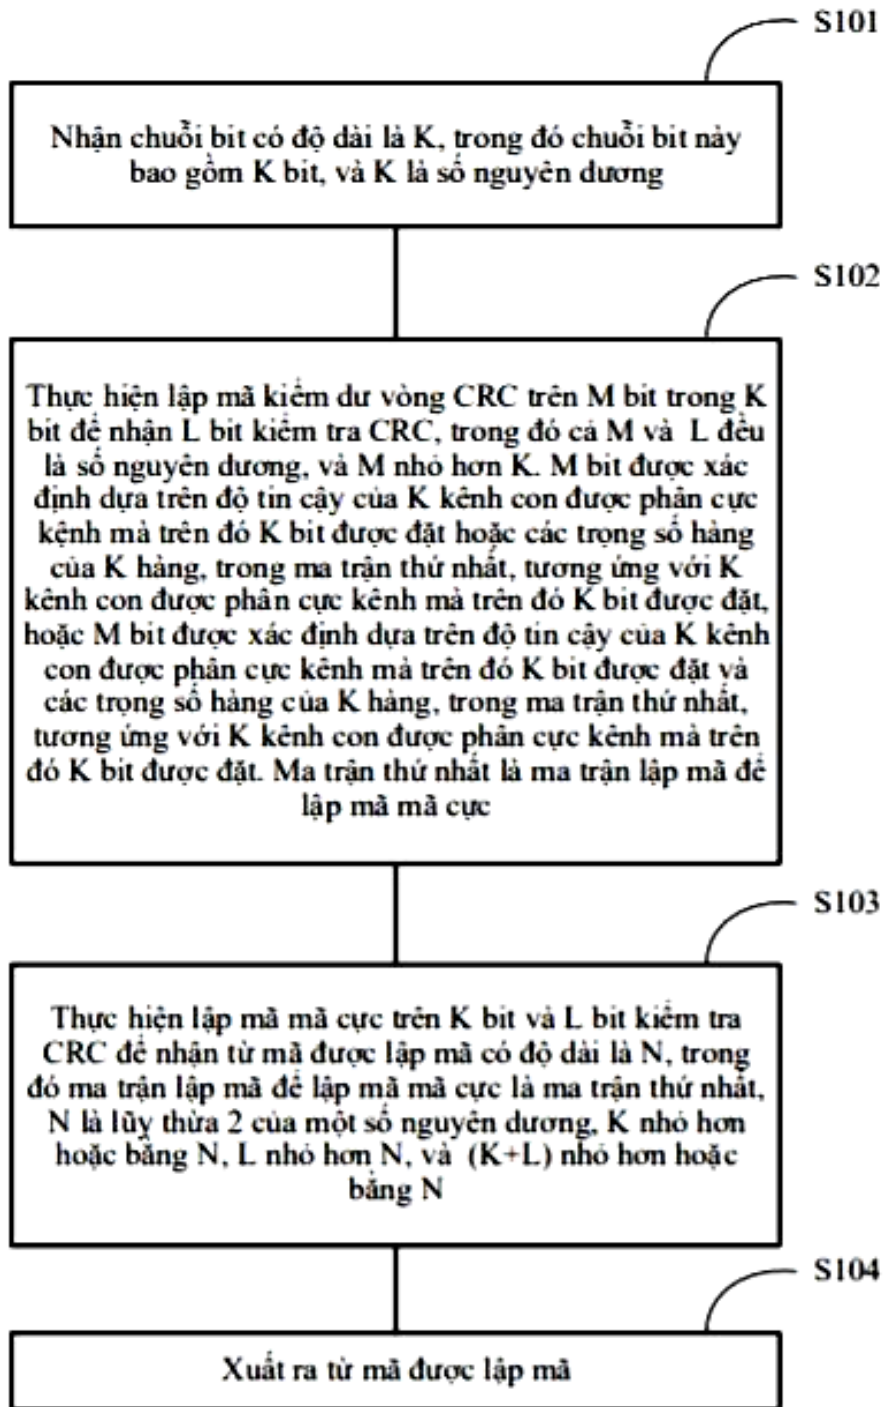 S101
Nhận chuỗi bit có độ dài là K, trong đó chuỗi bit này
bao gồm K bit, và K là số nguyên dương
S102
Thực hiện lập mã kiểm dư vòng CRC trên M bit trong K
bit để nhận L bit kiểm tra CRC, trong đó cả M và L đều
là số nguyên dương, và M nhỏ hơn K. M bit được xác
định dựa trên độ tin cậy của K kênh con được phân cực
kệnh mà trên đó K bit được đặt hoặc các trọng số hàng
của K hàng, trong ma trận thứ nhất, tương ứng với K
kênh con được phân cực kênh mà trên đó K bit được đặt,
hoặc M bit được xác định dựa trên độ tin cậy của K kênh
con được phân cực kênh mà trên đó K bit được đặt và
các trọng số hàng của K hàng, trong ma trận thứ nhất,
tương ứng với K kênh con được phân cực kênh mà trên
đó K bit được đặt. Ma trận thứ nhất là ma trận lập mã để
lập mã mã cực
S103
Thực hiện lập mã mã cực trên K bit và L bit kiểm tra
CRC để nhận từ mã được lập mã có độ dài là N, trong
đó ma trận lập mã để lập mã mã cực là ma trận thứ nhất,
N là lũy thừa 2 của một số nguyên dương, K nhỏ hơn
hoặc bằng N, L nhỏ hơn N, và (K+L) nhỏ hơn hoặc
bằng N
S104
Xuất ra từ mã được lập mã